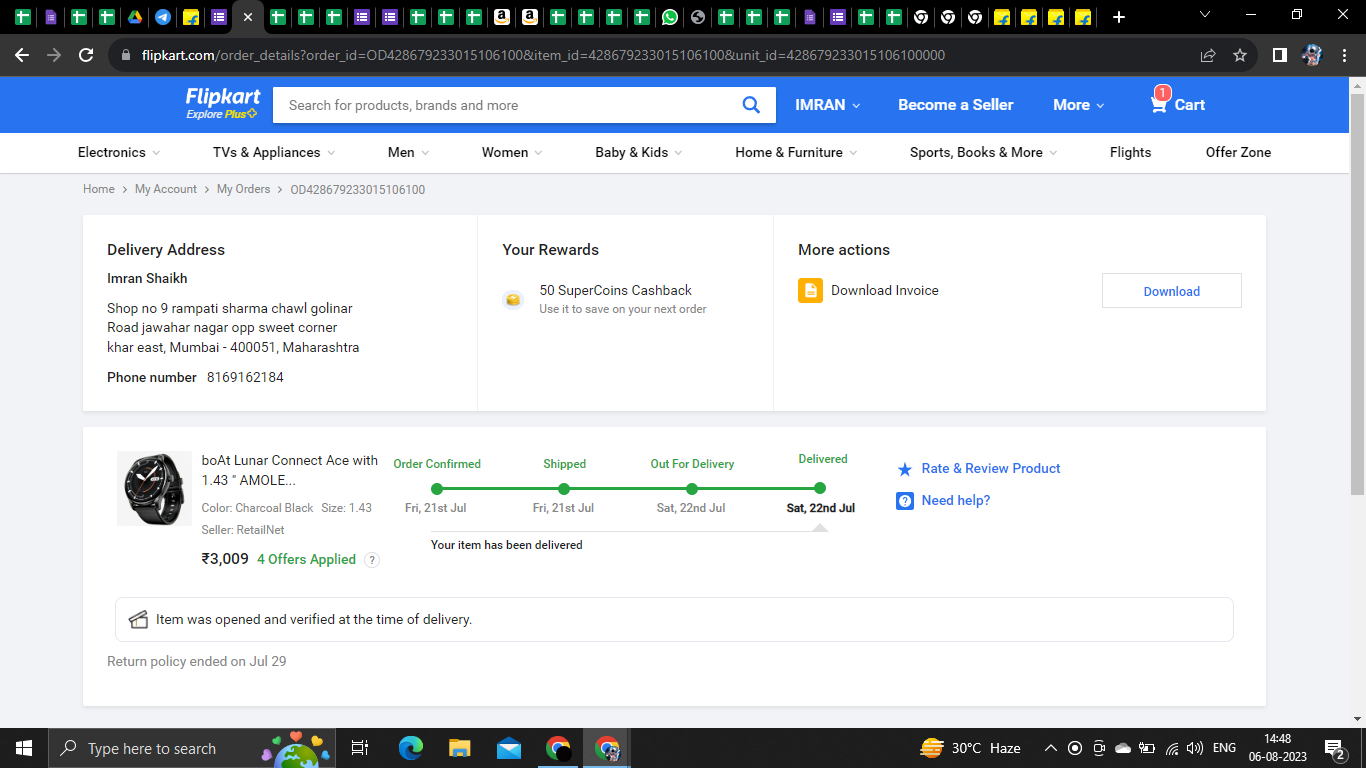 flipkart.com/order_details?order_id=OD428679233015106100&item_id=428679233015106100&unit_id=428679233015106100000
Flipkart
Explore Plus
Search for products, brands and more
IMRAN
Become a Seller
More
1
Cart
Electronics
TVs & Appliances
Men
Women
Baby & Kids
Home & Furniture
Sports, Books & More
Flights
Offer Zone
Home > My Account > My Orders > OD428679233015106100
Delivery Address
Imran Shaikh
Shop no 9 rampati sharma chawl golinar
Road jawahar nagar opp sweet corner
khar east, Mumbai - 400051, Maharashtra
Phone number 8169162184
Your Rewards
50 SuperCoins Cashback
Use it to save on your next order
More actions
Download Invoice
Download
boAt Lunar Connect Ace with
1.43 " AMOLE...
Color: Charcoal Black Size: 1.43
Seller: RetailNet
₹3,009 4 Offers Applied ?
Order Confirmed
Shipped
Out For Delivery
Delivered
Fri, 21st Jul
Fri, 21st Jul
Sat, 22nd Jul
Sat, 22nd Jul
Your item has been delivered
Rate & Review Product
Need help?
Item was opened and verified at the time of delivery.
Return policy ended on Jul 29
Type here to search
30°C Haze
ENG
14:48
06-08-2023
2